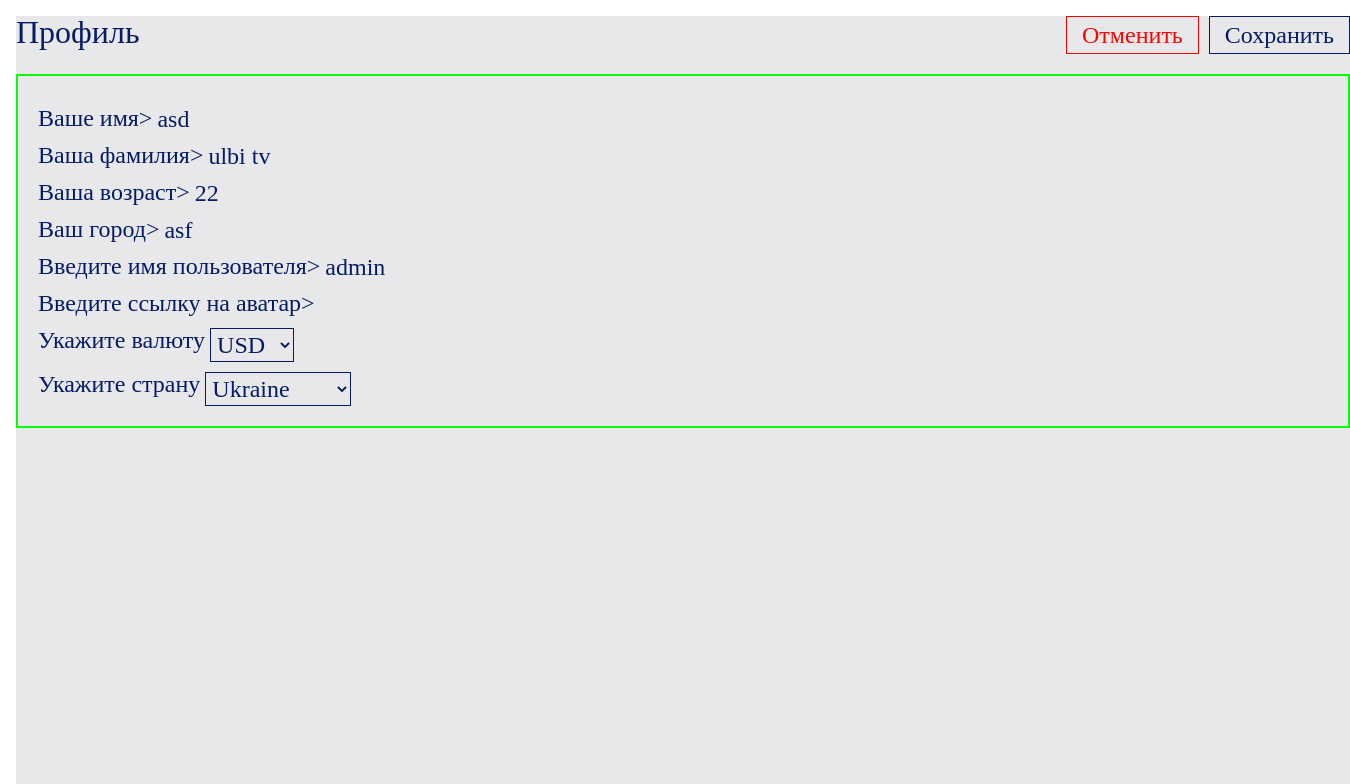 Профиль Отменить Сохранить
Ваше имя> asd
Ваша фамилия> ulbi tv
Ваша возраст> 22
Ваш город> asf
Введите имя пользователя> admin
Введите ссылку на аватар>
Укажите валюту USD
Укажите страну Ukraine